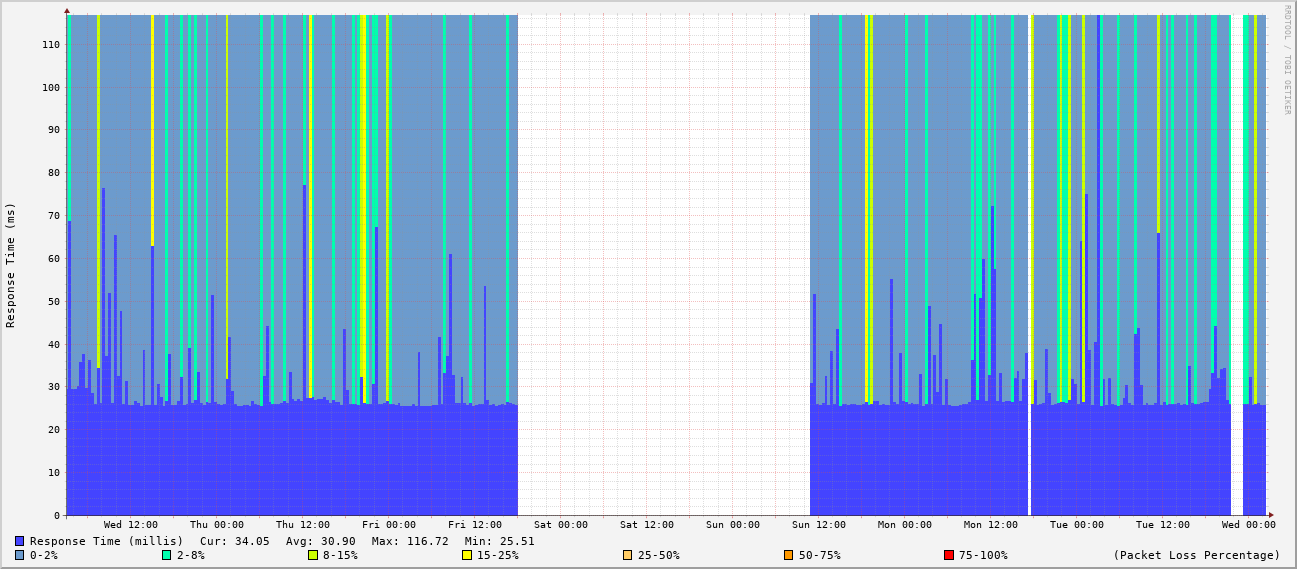 RRDTOOL / TOBI OETIKER
Response Time (ms)
110
100
90
80
70
60
50
40
30
20
10
0
Wed 12:00 Thu 00:00 Thu 12:00 Fri 00:00 Fri 12:00 Sat 00:00 Sat 12:00 Sun 00:00 Sun 12:00 Mon 00:00 Mon 12:00 Tue 00:00 Tue 12:00 Wed 00:00
Response Time (millis) Cur: 34.05 Avg: 30.90 Max: 116.72 Min: 25.51
0-2% 2-8% 8-15% 15-25% 25-50% 50-75% 75-100% (Packet Loss Percentage)